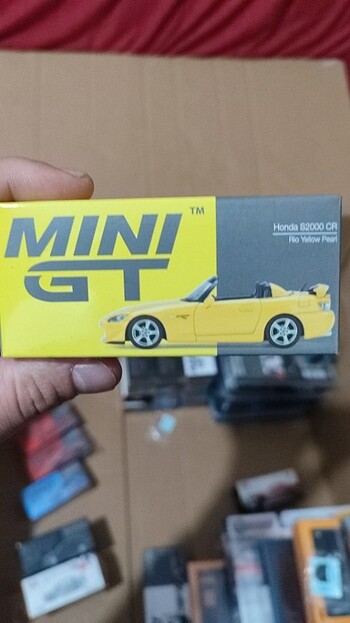 MINI
GT
™
Honda S2000 CR
Rio Yellow Pearl